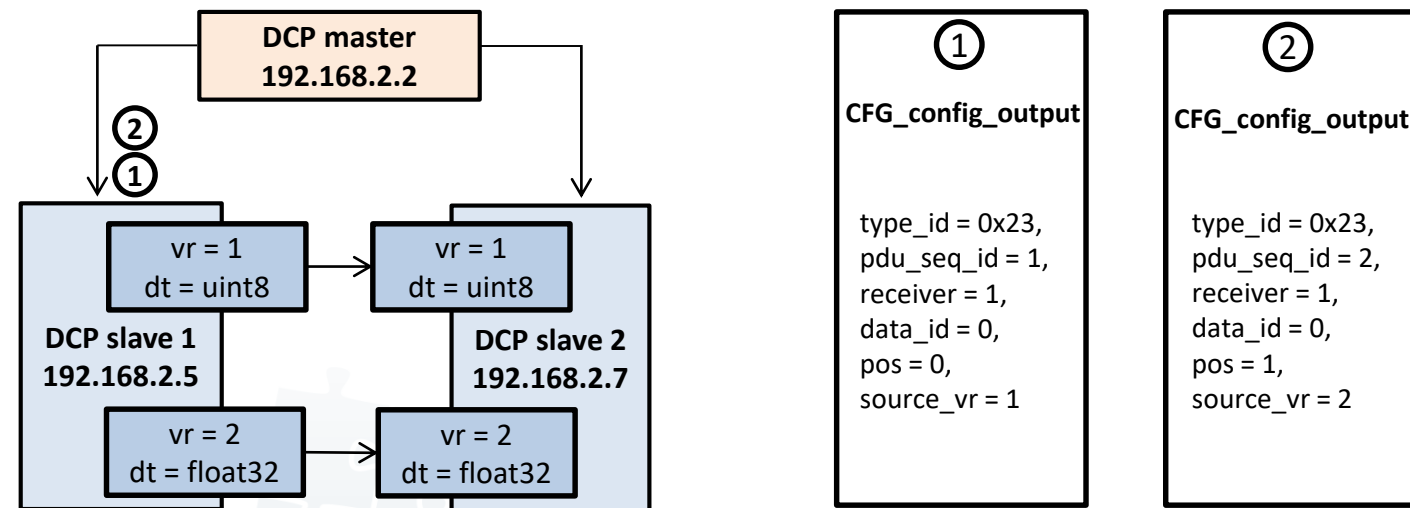 DCP master
192.168.2.2
2
1
vr = 1
dt = uint8
vr = 1
dt = uint8
DCP slave 1
192.168.2.5
DCP slave 2
192.168.2.7
vr = 2
dt = float32
vr = 2
dt = float32
1
CFG_config_output
type_id = 0x23,
pdu_seq_id = 1,
receiver = 1,
data_id = 0,
pos = 0,
source_vr = 1
2
CFG_config_output
type_id = 0x23,
pdu_seq_id = 2,
receiver = 1,
data_id = 0,
pos = 1,
source_vr = 2